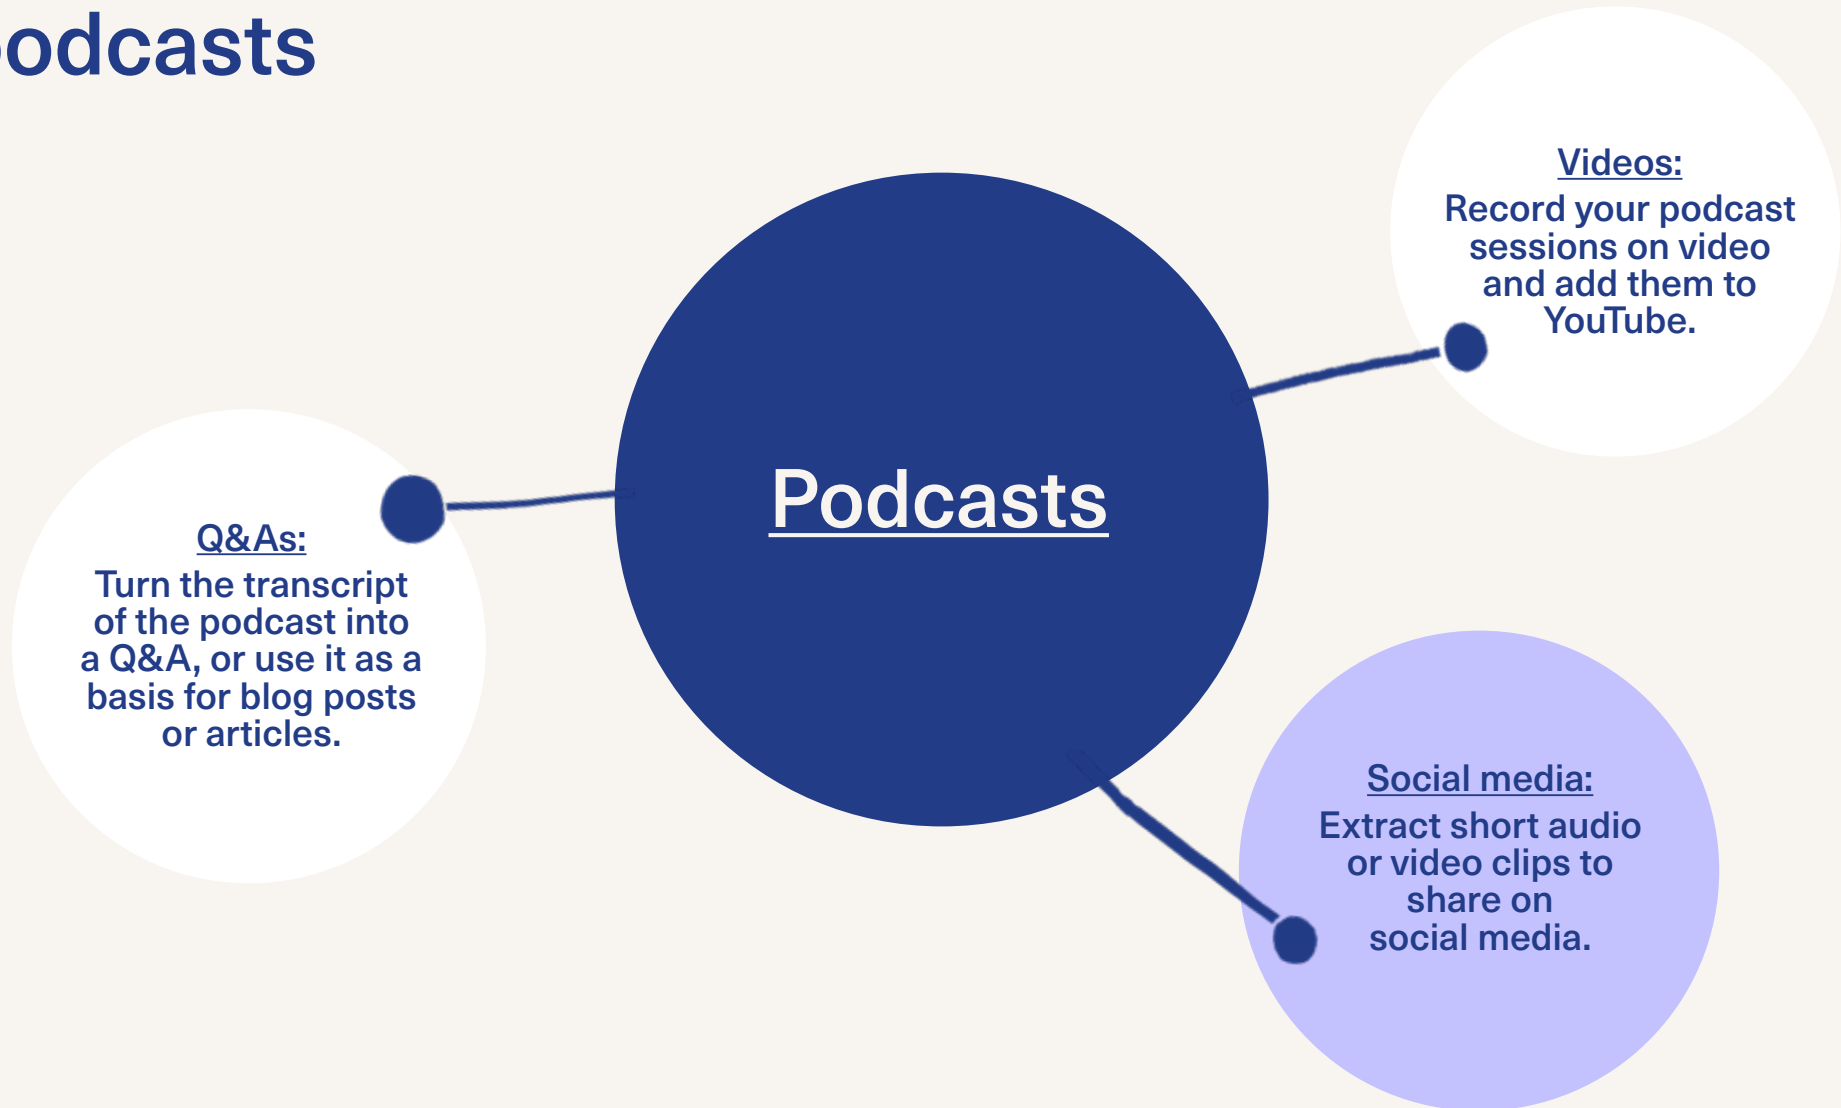 podcasts
Videos:
Record your podcast
sessions on video
and add them to
YouTube.
Podcasts
Q&As:
Turn the transcript
of the podcast into
a Q&A, or use it as a
basis for blog posts
or articles.
Social media:
Extract short audio
or video clips to
share on
social media.